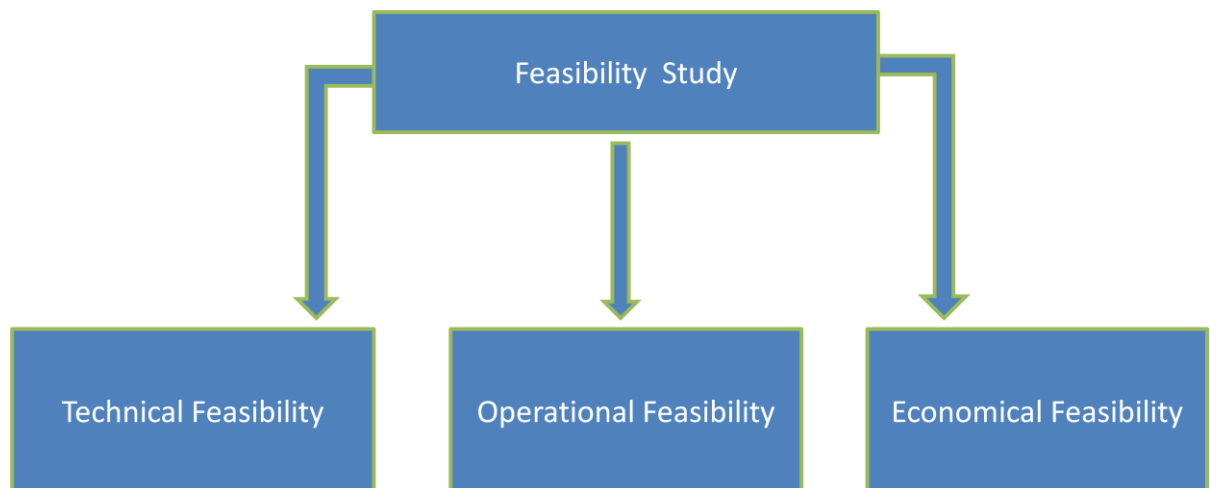 Feasibility  Study
Technical Feasibility
Operational Feasibility
Economical Feasibility